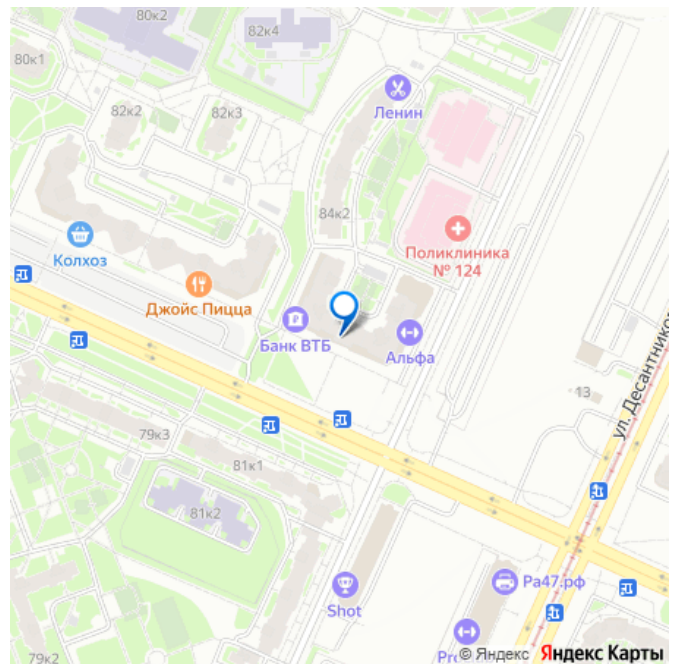 80к2
82к4
80к1
82к2
82к3
Ленин
84к2
Поликлиника
№ 124
Колхоз
Джойс Пицца
Банк ВТБ
Альфа
13
ул. Десантников
79к3
81к1
81к2
Ра47.рф
Shot
79к2
© Яндекс Яндекс Карты